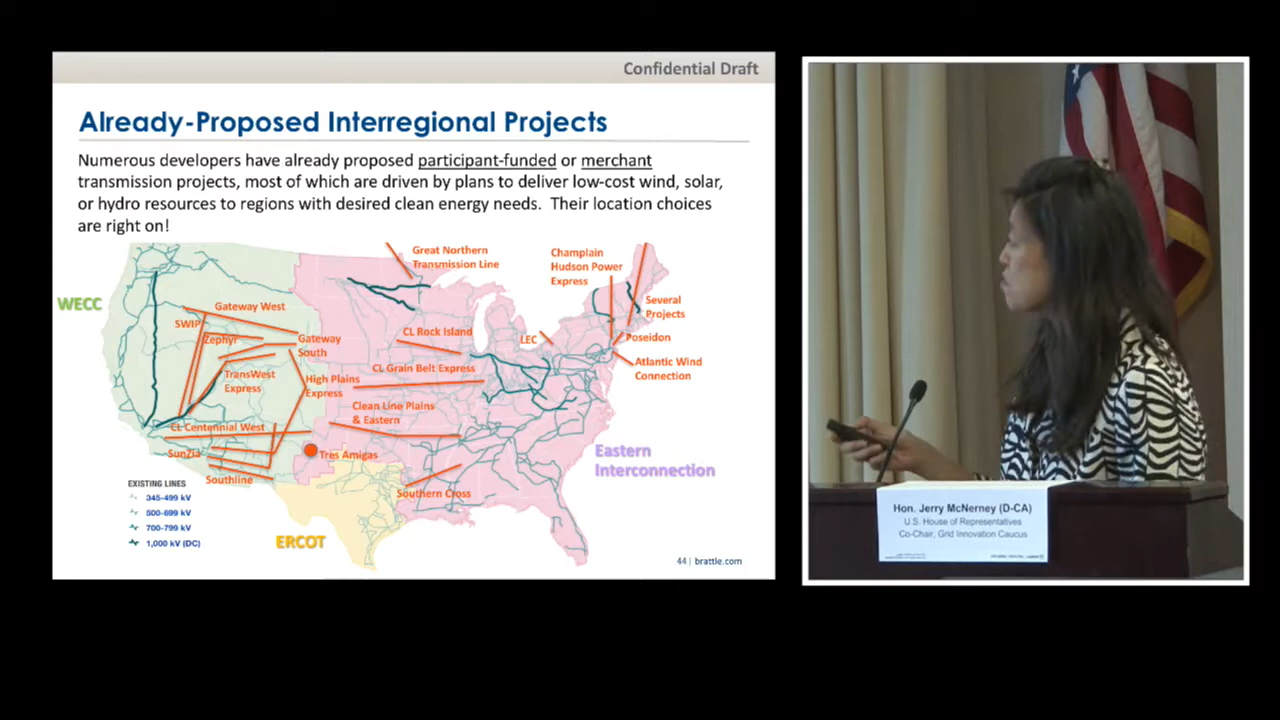 Confidential Draft
Already-Proposed Interregional Projects
Numerous developers have already proposed participant-funded or merchant
transmission projects, most of which are driven by plans to deliver low-cost wind, solar,
or hydro resources to regions with desired clean energy needs.  Their location choices
are right on!
Great Northern
Transmission Line
Champlain
Hudson Power
Express
WECC
Gateway West
Several
Projects
SWIP
CL Rock Island
Zephyr
Gateway
South
LEC
Poseidon
Atlantic Wind
Connection
CL Grain Belt Express
TransWest
Express
High Plains
Express
Clean Line Plains
& Eastern
CL Centennial West
SunZia
Tres Amigas
Eastern
Interconnection
Southline
Southern Cross
EXISTING LINES
345-499 kV
500-699 kV
700-799 kV
1,000 kV (DC)
ERCOT
44 | brattle.com
Hon. Jerry McNerney (D-CA)
U.S. House of Representatives
Co-Chair, Grid Innovation Caucus